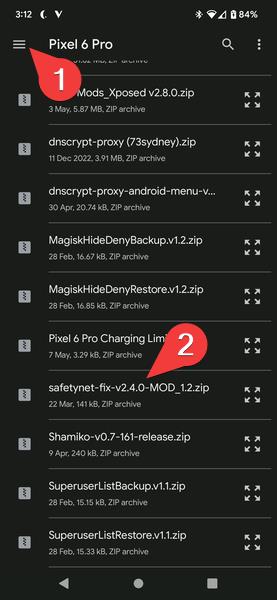 3:12 84%
Pixel 6 Pro
MB, ZIP archive
Mods_Xposed v2.8.0.zip
3 May, 5.87 MB, ZIP archive
dnscrypt-proxy (73sydney).zip
11 Dec 2022, 3.91 MB, ZIP archive
dnscrypt-proxy-android-menu-v...
30 Apr, 20.74 kB, ZIP archive
MagiskHideDenyBackup.v1.2.zip
28 Feb, 16.67 kB, ZIP archive
MagiskHideDenyRestore.v1.2.zip
28 Feb, 16.85 kB, ZIP archive
Pixel 6 Pro Charging
7 May, 3.29 kB, ZIP archive
safetynet-fix-v2.4.0-MOD_1.2.zip
22 Mar, 141 kB, ZIP archive
Shamiko-v0.7-161-release.zip
9 Apr, 240 kB, ZIP archive
SuperuserListBackup.v1.1.zip
28 Feb, 15.15 kB, ZIP archive
SuperuserListRestore.v1.1.zip
28 Feb, 15.33 kB, ZIP archive
1
2